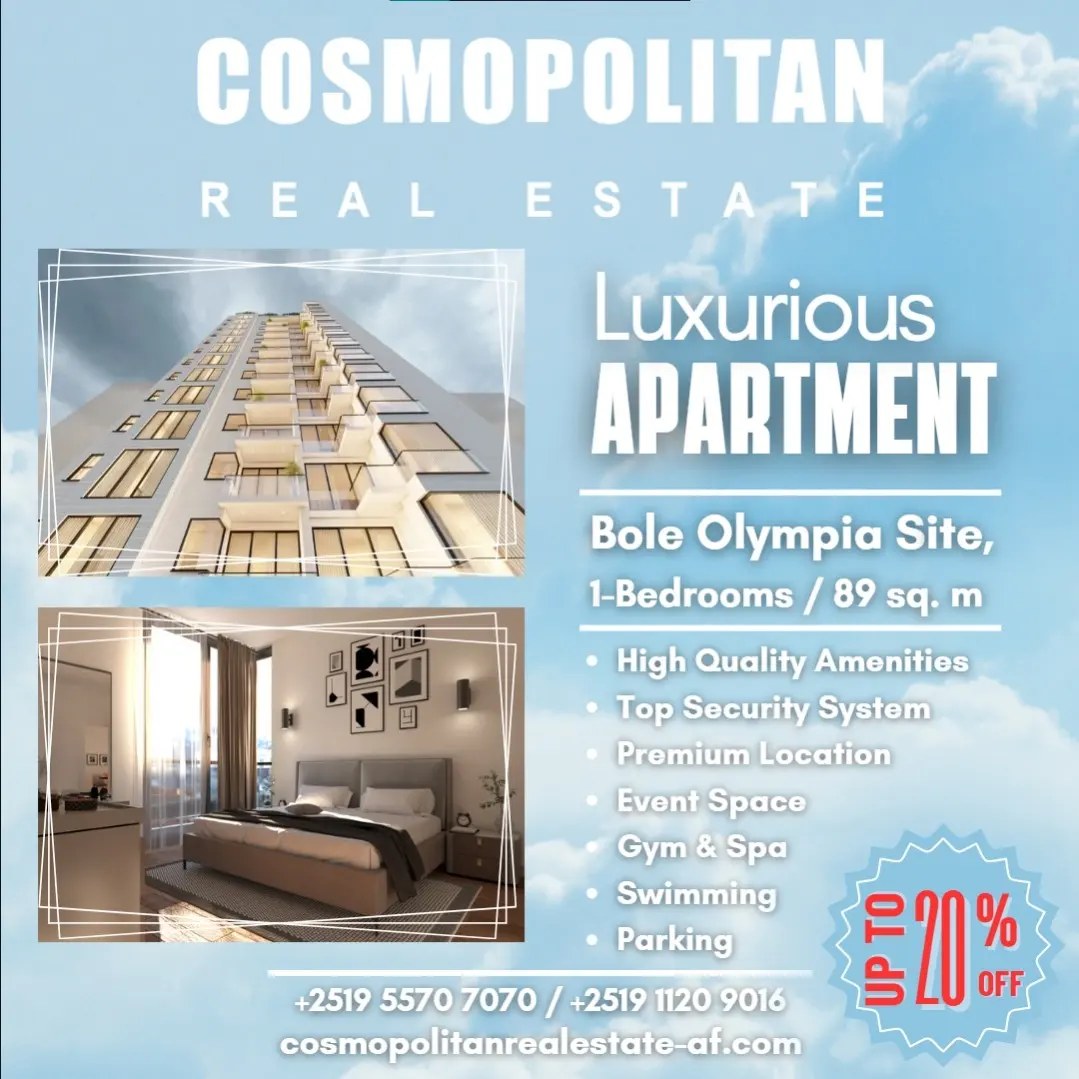 COSMOPOLITAN
REAL ESTATE
Luxurious
APARTMENT
Bole Olympia Site,
1-Bedrooms / 89 sq. m
• High Quality Amenities
• Top Security System
• Premium Location
• Event Space
• Gym & Spa
• Swimming
• Parking
UP TO
20%
OFF
+2519 5570 7070 / +2519 1120 9016
cosmopolitanrealestate-af.com